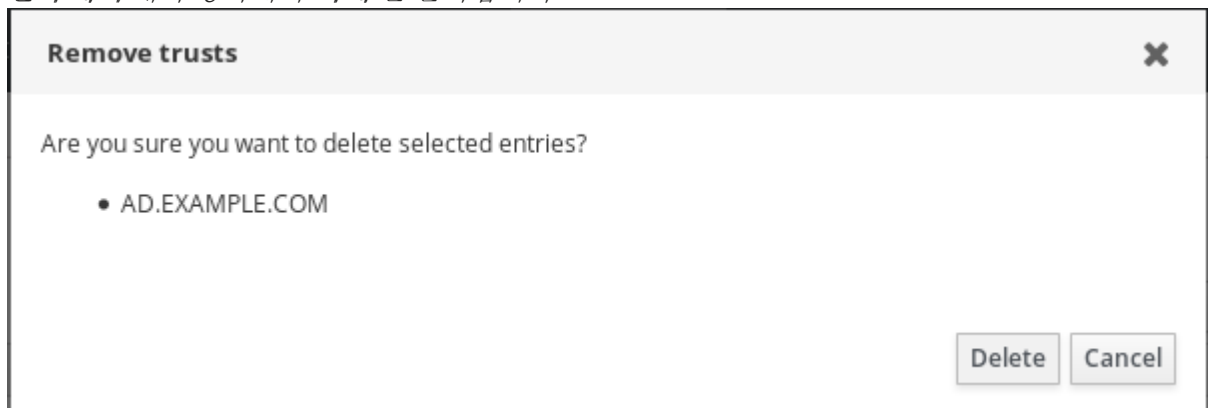 Remove trusts
Are you sure you want to delete selected entries?
• AD.EXAMPLE.COM
Delete Cancel